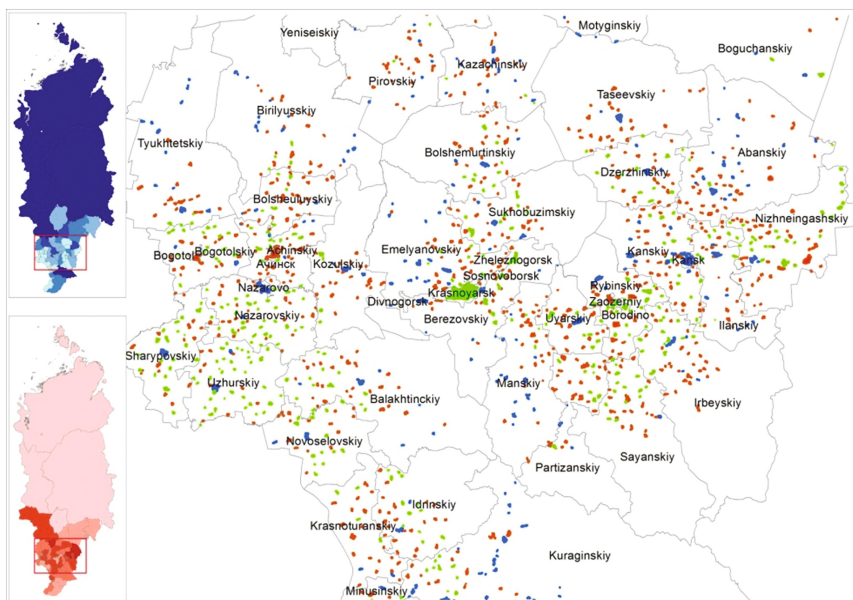 Yeniseiskiy
Motyginskiy
Boguchanskiy
Pirovskiy
Kazachinskiy
Taseevskiy
Birilyusskiy
Tyukhtetskiy
Bolshemurtinskiy
Abanskiy
Dzerzhinskiy
Bolsheuluyskiy
Sukhobuzimskiy
Nizhneingashskiy
Bogotol
Bogotolskiy
Achinskiy
Ачинск
Kozulskiy
Emelyanovskiy
Zheleznogorsk
Sosnovoborsk
Kanskiy
Kansk
Nazarovo
Divnogorsk
Krasnoyarsk
Rybinskiy
Zaozerniy
Borodino
Nazarovskiy
Berezovskiy
Uyarskiy
Ilanskiy
Sharypovskiy
Uzhurskiy
Balakhtinckiy
Manskiy
Irbeyskiy
Novoselovskiy
Partizanskiy
Sayanskiy
Idrinskiy
Krasnoturanskiy
Kuraginskiy
Minusinskiy